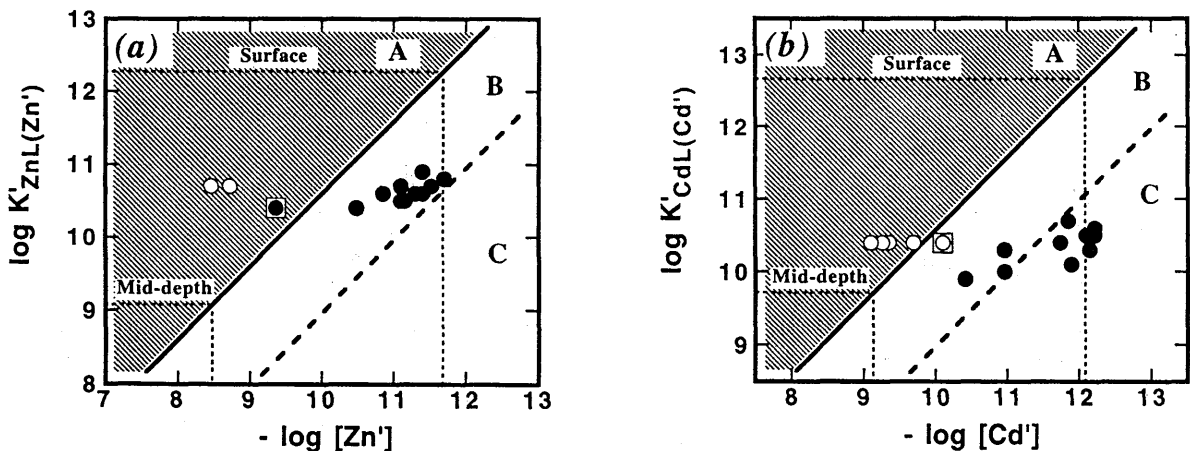 (a)
Surface
A
B
C
Mid-depth
13
12
11
10
9
8
log K'ZnL(Zn')
7 8 9 10 11 12 13
- log [Zn']
(b)
Surface
A
B
C
Mid-depth
13
12
11
10
9
log K'CdL(Cd')
8 9 10 11 12 13
- log [Cd']